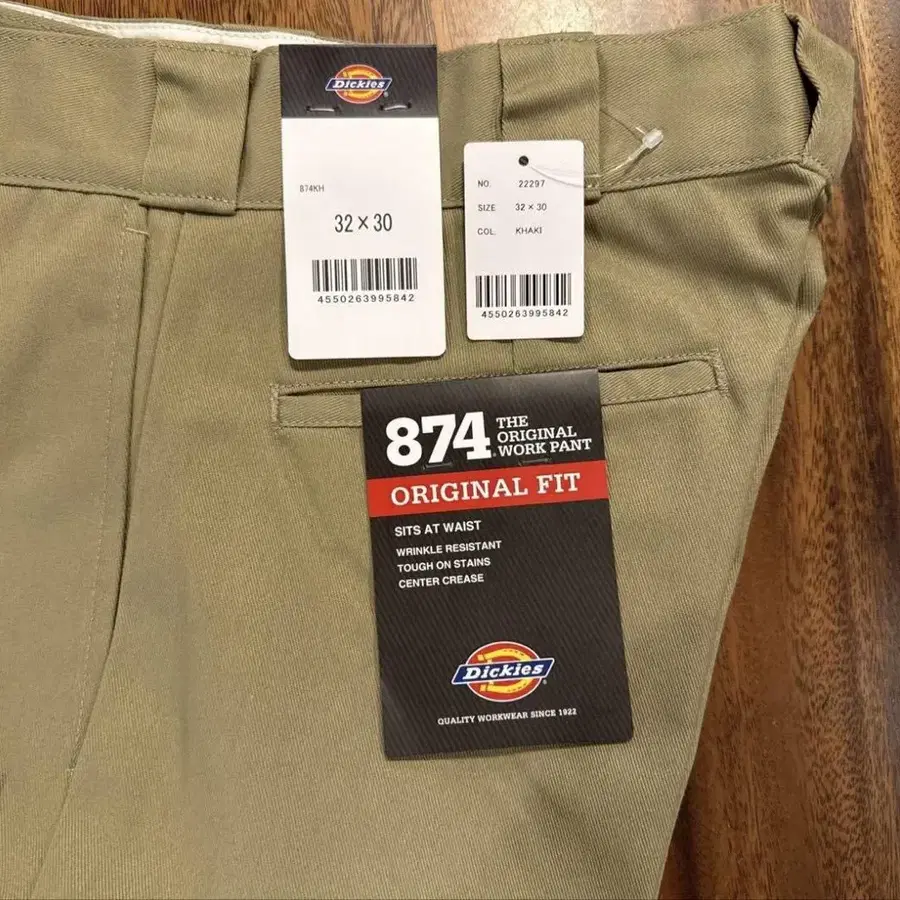 Dickies
874KH
32×30
4550263995842
NO. 22297
SIZE 32×30
COL. KHAKI
4550263995842
874
THE
ORIGINAL
WORK PANT
ORIGINAL FIT
SITS AT WAIST
WRINKLE RESISTANT
TOUGH ON STAINS
CENTER CREASE
Dickies
QUALITY WORKWEAR SINCE 1922